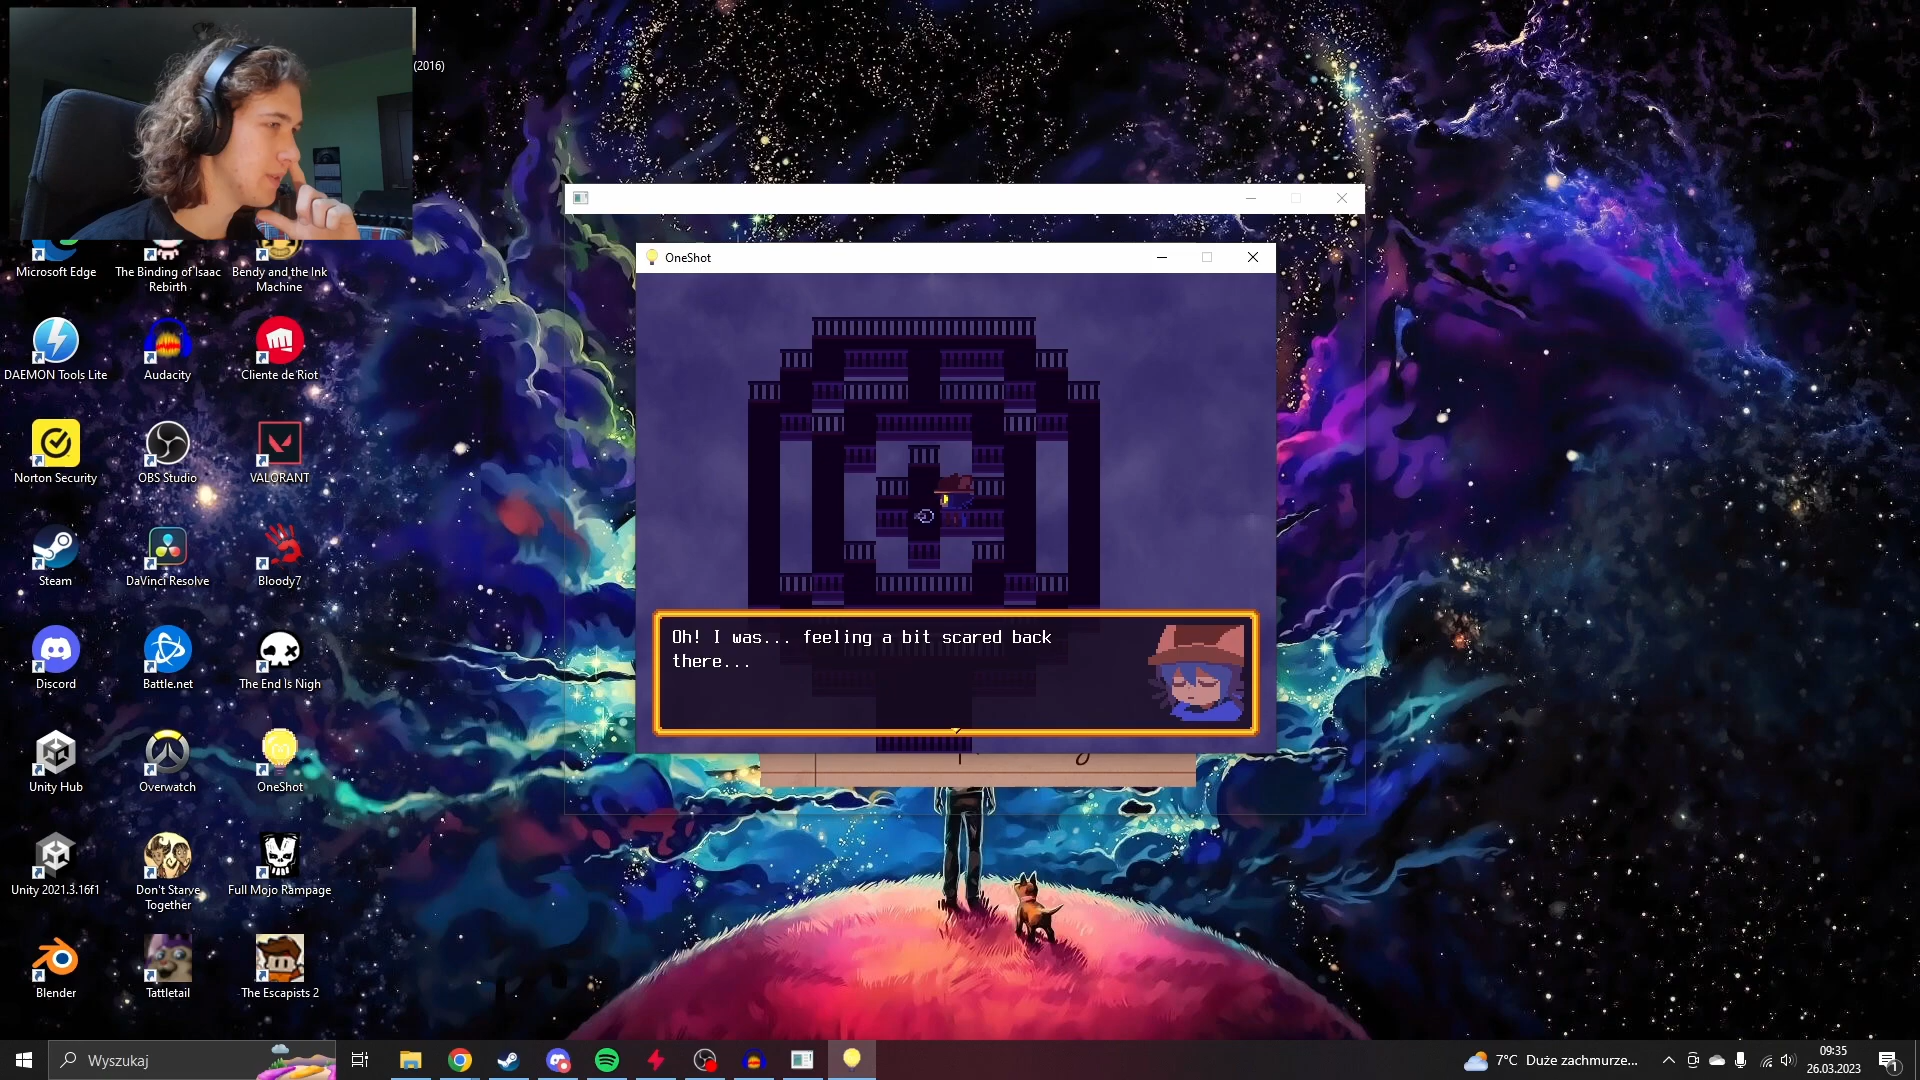 (2016)
Microsoft Edge
The Binding of Isaac
Rebirth
Bendy and the Ink
Machine
DAEMON Tools Lite
Audacity
Cliente de Riot
Norton Security
OBS Studio
VALORANT
Steam
DaVinci Resolve
Bloody7
Discord
Battle.net
The End Is Nigh
Unity Hub
Overwatch
OneShot
Unity 2021.3.16f1
Don't Starve
Together
Full Mojo Rampage
Blender
Tattletail
The Escapists 2
OneShot
Oh! I was... feeling a bit scared back
there...
Wyszukaj
7°C Duże zachmurze...
09:35
26.03.2023
1